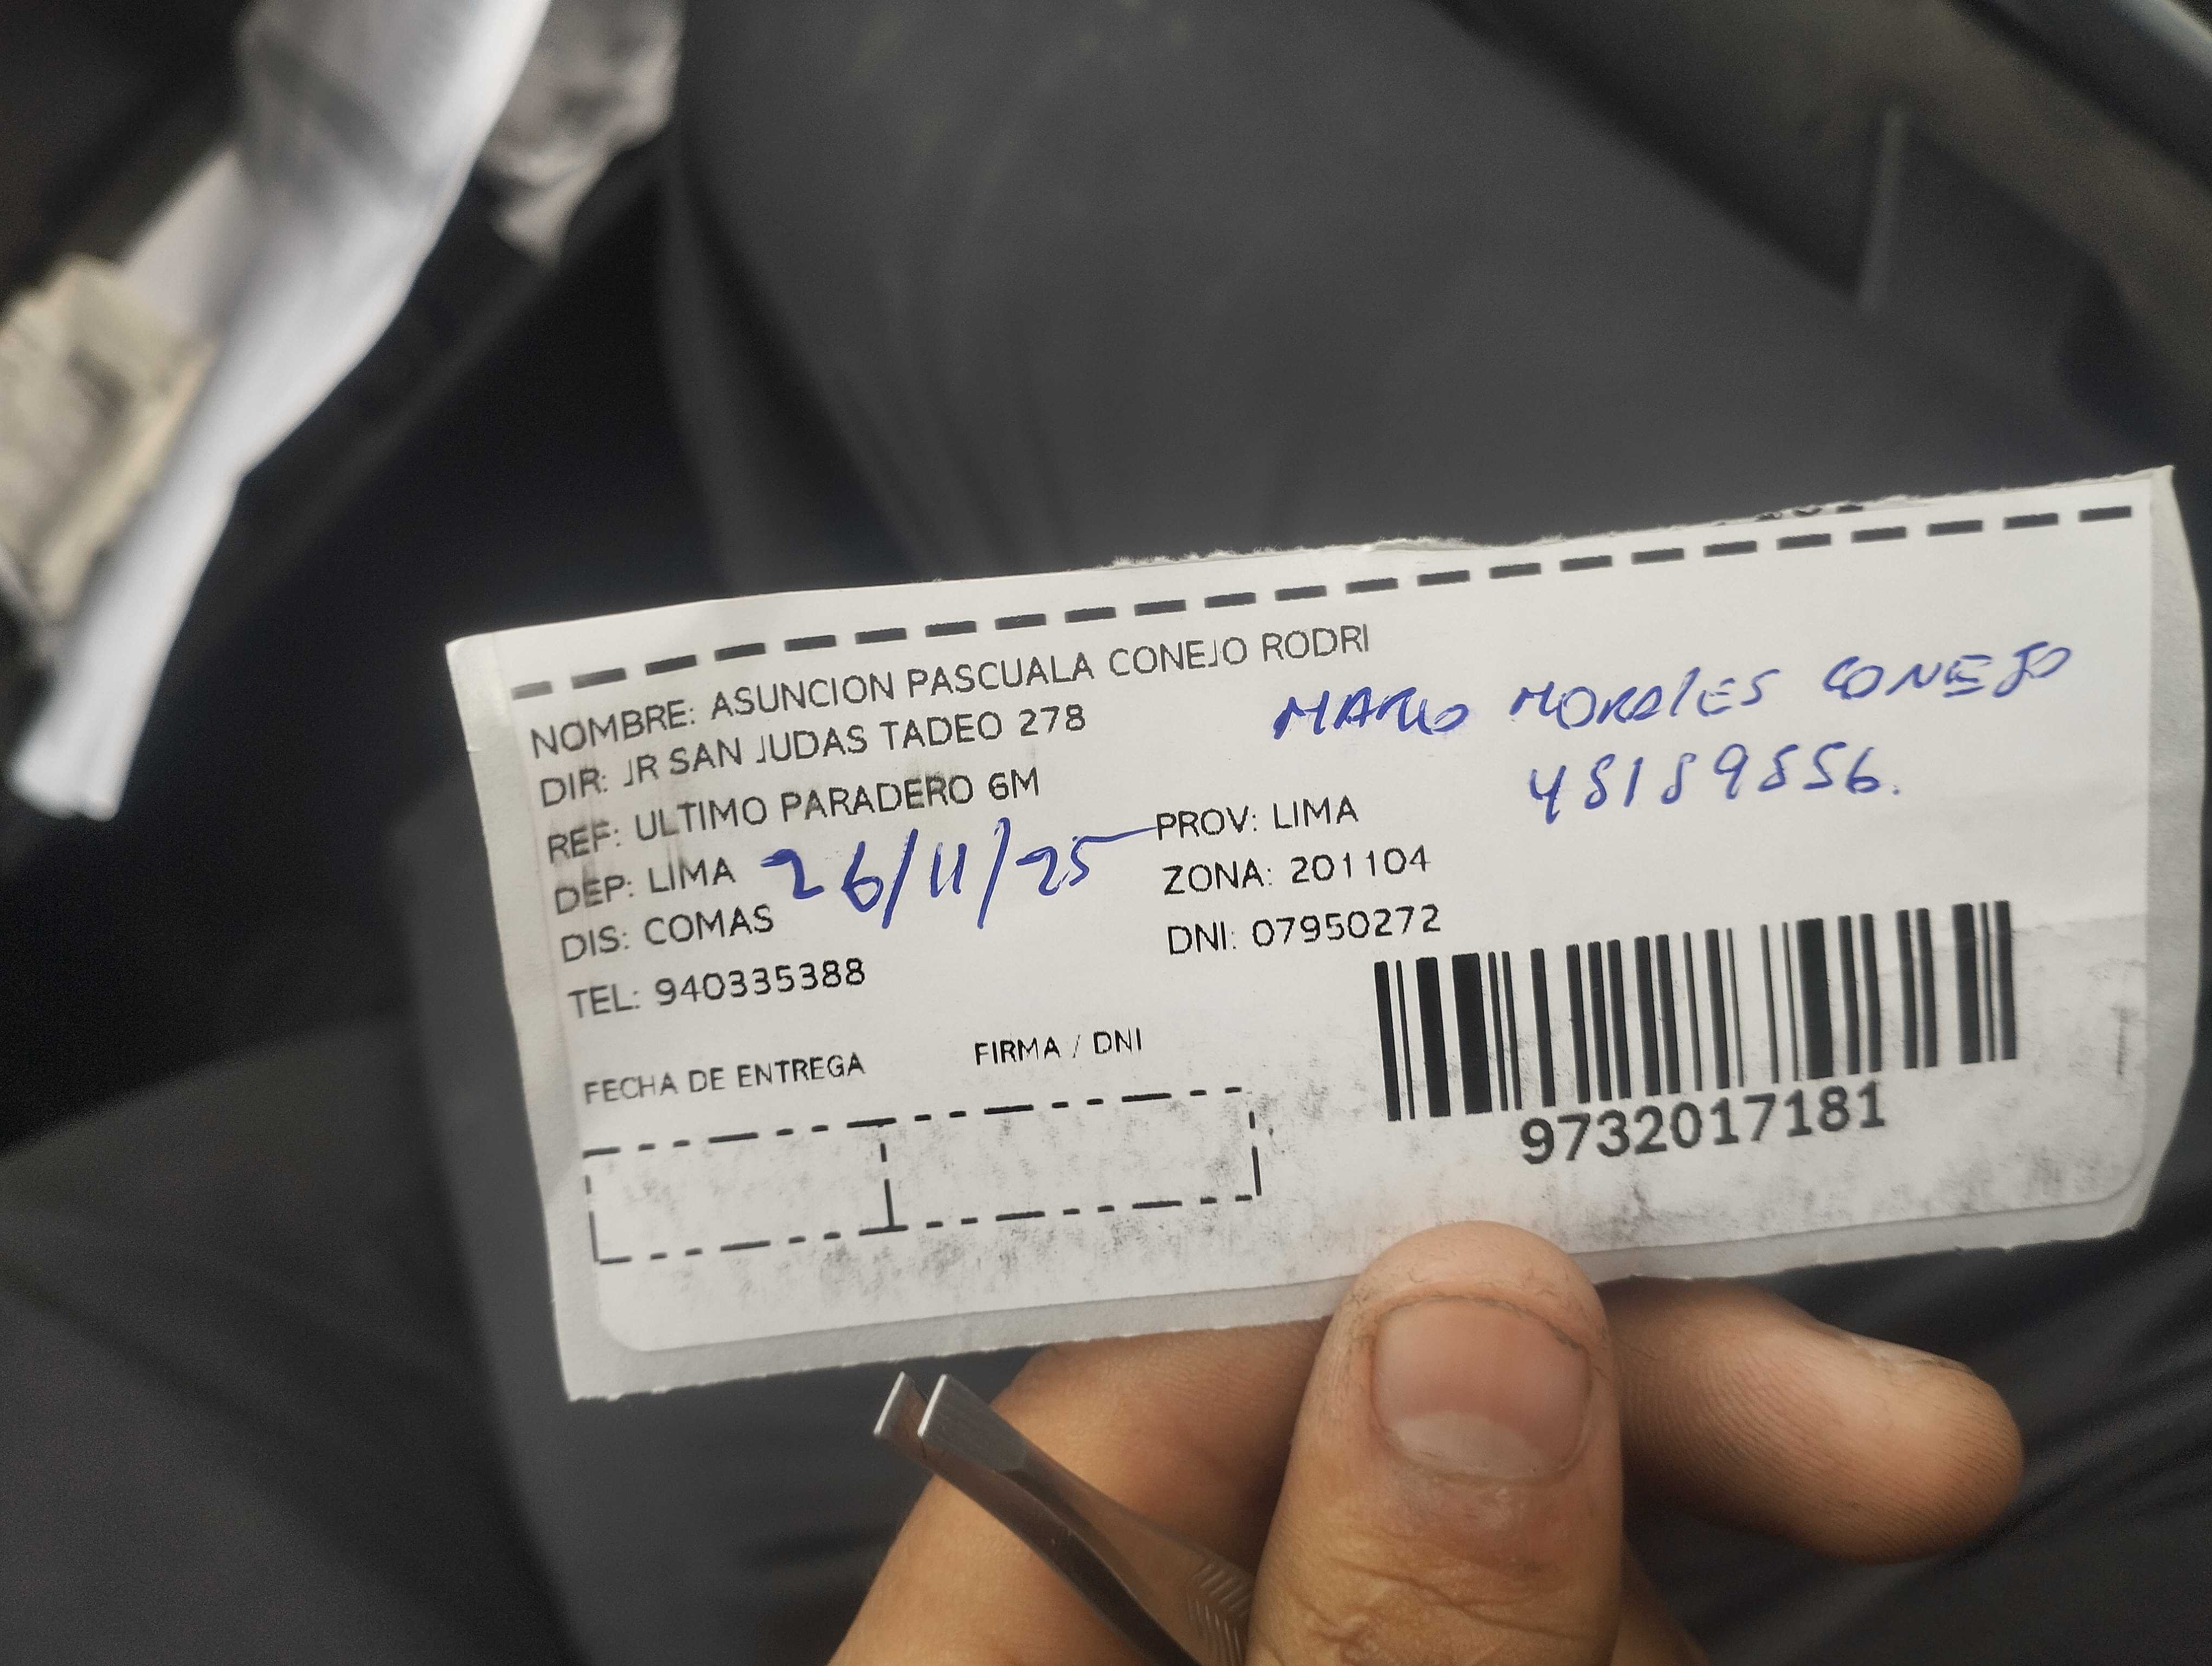 NOMBRE: ASUNCION PASCUALA CONEJO RODRI
DIR: JR SAN JUDAS TADEO 278
MARIO MORALES CONEJO
REF: ULTIMO PARADERO 6M
48189556.
DEP: LIMA
26/11/25
PROV: LIMA
DIS: COMAS
ZONA: 201104
TEL: 940335388
DNI: 07950272
FECHA DE ENTREGA
FIRMA / DNI
9732017181